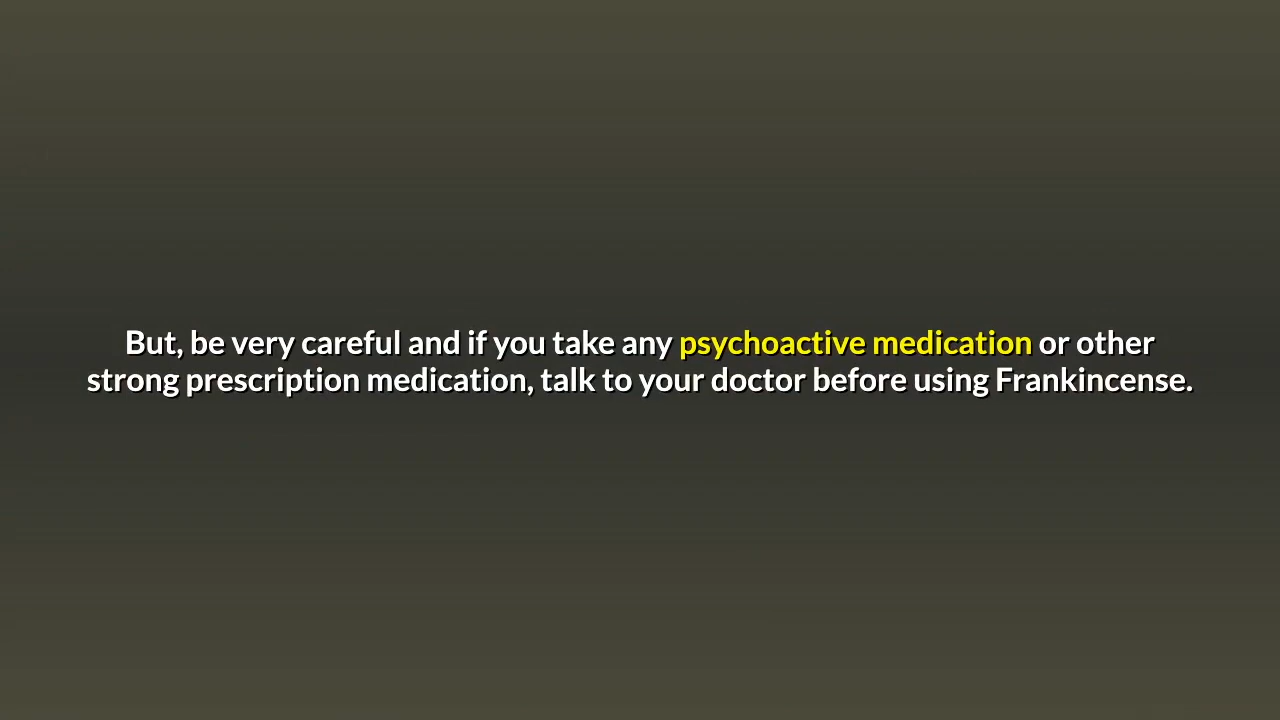 But, be very careful and if you take any psychoactive medication or other
strong prescription medication, talk to your doctor before using Frankincense.